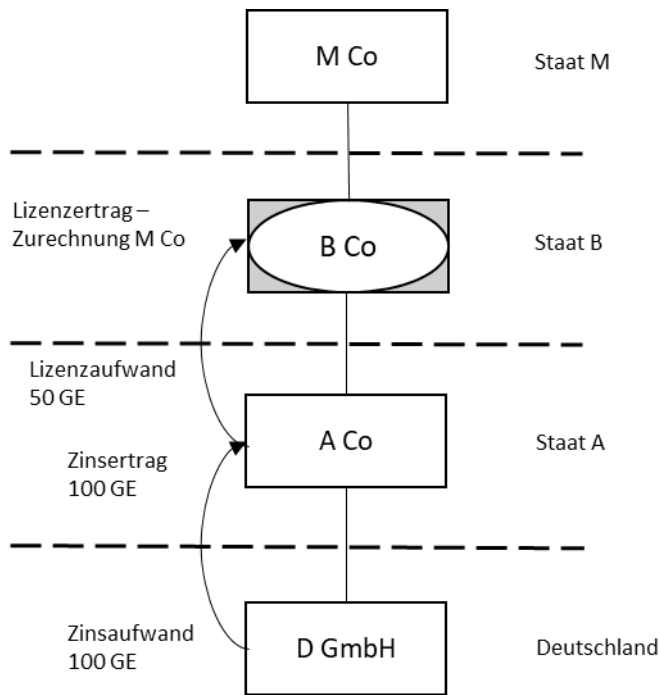 M Co
Staat M
Lizenzertrag –
Zurechnung M Co
B Co
Staat B
Lizenzaufwand
50 GE
A Co
Staat A
Zinsertrag
100 GE
Zinsaufwand
100 GE
D GmbH
Deutschland